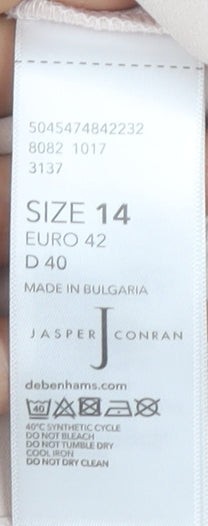 5045474842232
8082 1017
3137
SIZE 14
EURO 42
D 40
MADE IN BULGARIA
JASPER J CONRAN
debenhams.com
40
40°C SYNTHETIC CYCLE
DO NOT BLEACH
DO NOT TUMBLE DRY
COOL IRON
DO NOT DRY CLEAN